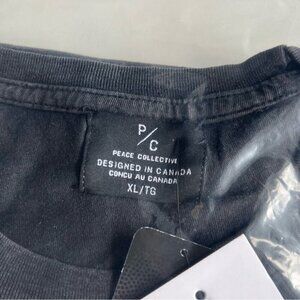 P/C
PEACE COLLECTIVE
DESIGNED IN CANADA
CONCU AU CANADA
XL/TG